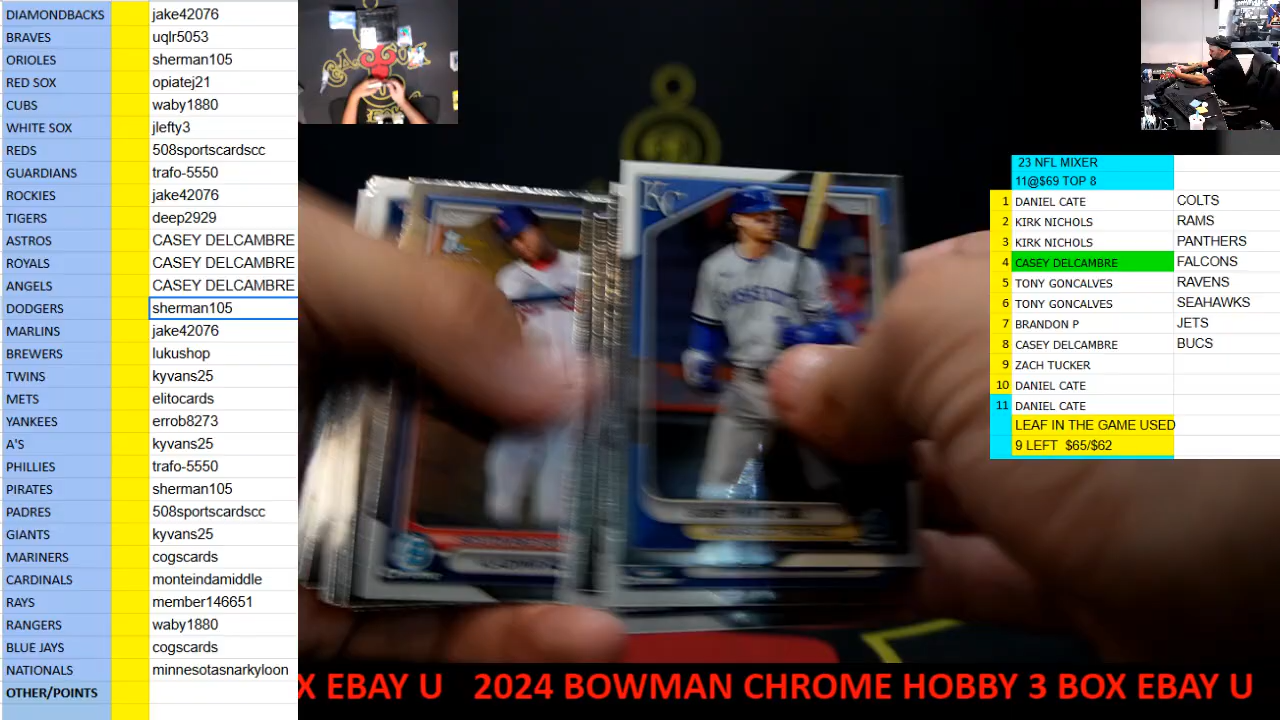 DIAMONDBACKS jake42076
BRAVES uqlr5053
ORIOLES sherman105
RED SOX opiatej21
CUBS waby1880
WHITE SOX jlefty3
REDS 508sportscardscc
GUARDIANS trafo-5550
ROCKIES jake42076
TIGERS deep2929
ASTROS CASEY DELCAMBRE
ROYALS CASEY DELCAMBRE
ANGELS CASEY DELCAMBRE
DODGERS sherman105
MARLINS jake42076
BREWERS lukushop
TWINS kyvans25
METS elitocards
YANKEES errob8273
A'S kyvans25
PHILLIES trafo-5550
PIRATES sherman105
PADRES 508sportscardscc
GIANTS kyvans25
MARINERS cogscards
CARDINALS monteindamiddle
RAYS member146651
RANGERS waby1880
BLUE JAYS cogscards
NATIONALS minnesotasnarkyloon
OTHER/POINTS
KC
23 NFL MIXER
11@$69 TOP 8
1 DANIEL CATE COLTS
2 KIRK NICHOLS RAMS
3 KIRK NICHOLS PANTHERS
4 CASEY DELCAMBRE FALCONS
5 TONY GONCALVES RAVENS
6 TONY GONCALVES SEAHAWKS
7 BRANDON P JETS
8 CASEY DELCAMBRE BUCS
9 ZACH TUCKER
10 DANIEL CATE
11 DANIEL CATE
LEAF IN THE GAME USED
9 LEFT $65/$62
X EBAY U 2024 BOWMAN CHROME HOBBY 3 BOX EBAY U